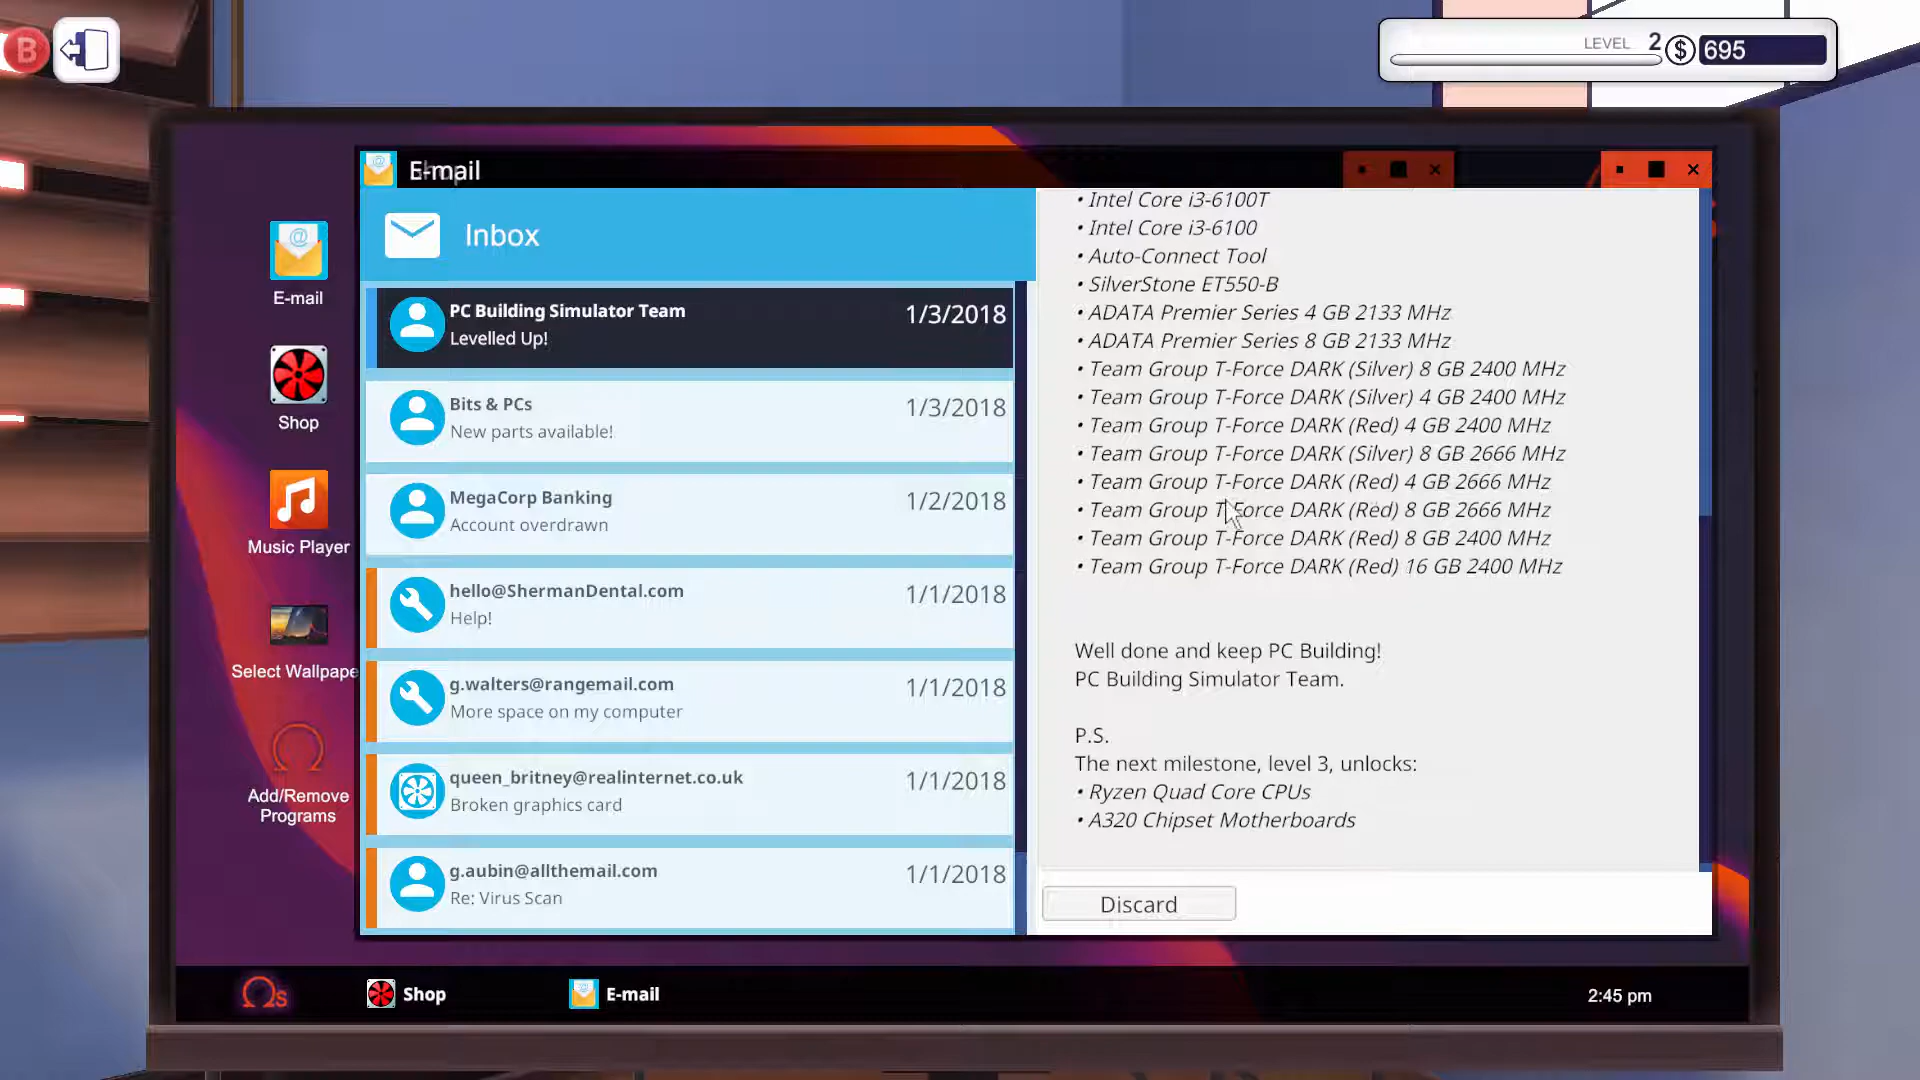 B
LEVEL 2
$ 695
E-mail
Inbox
PC Building Simulator Team
1/3/2018
Levelled Up!
Bits & PCs
1/3/2018
New parts available!
MegaCorp Banking
1/2/2018
Account overdrawn
hello@ShermanDental.com
1/1/2018
Help!
g.walters@rangemail.com
1/1/2018
More space on my computer
queen_britney@realinternet.co.uk
1/1/2018
Broken graphics card
g.aubin@allthemail.com
1/1/2018
Re: Virus Scan
• Intel Core i3-6100T
• Intel Core i3-6100
• Auto-Connect Tool
• SilverStone ET550-B
• ADATA Premier Series 4 GB 2133 MHz
• ADATA Premier Series 8 GB 2133 MHz
• Team Group T-Force DARK (Silver) 8 GB 2400 MHz
• Team Group T-Force DARK (Silver) 4 GB 2400 MHz
• Team Group T-Force DARK (Red) 4 GB 2400 MHz
• Team Group T-Force DARK (Silver) 8 GB 2666 MHz
• Team Group T-Force DARK (Red) 4 GB 2666 MHz
• Team Group T-Force DARK (Red) 8 GB 2666 MHz
• Team Group T-Force DARK (Red) 8 GB 2400 MHz
• Team Group T-Force DARK (Red) 16 GB 2400 MHz
Well done and keep PC Building!
PC Building Simulator Team.
P.S.
The next milestone, level 3, unlocks:
• Ryzen Quad Core CPUs
• A320 Chipset Motherboards
Discard
E-mail
Shop
Music Player
Select Wallpape
Add/Remove
Programs
Ωs
Shop
E-mail
2:45 pm